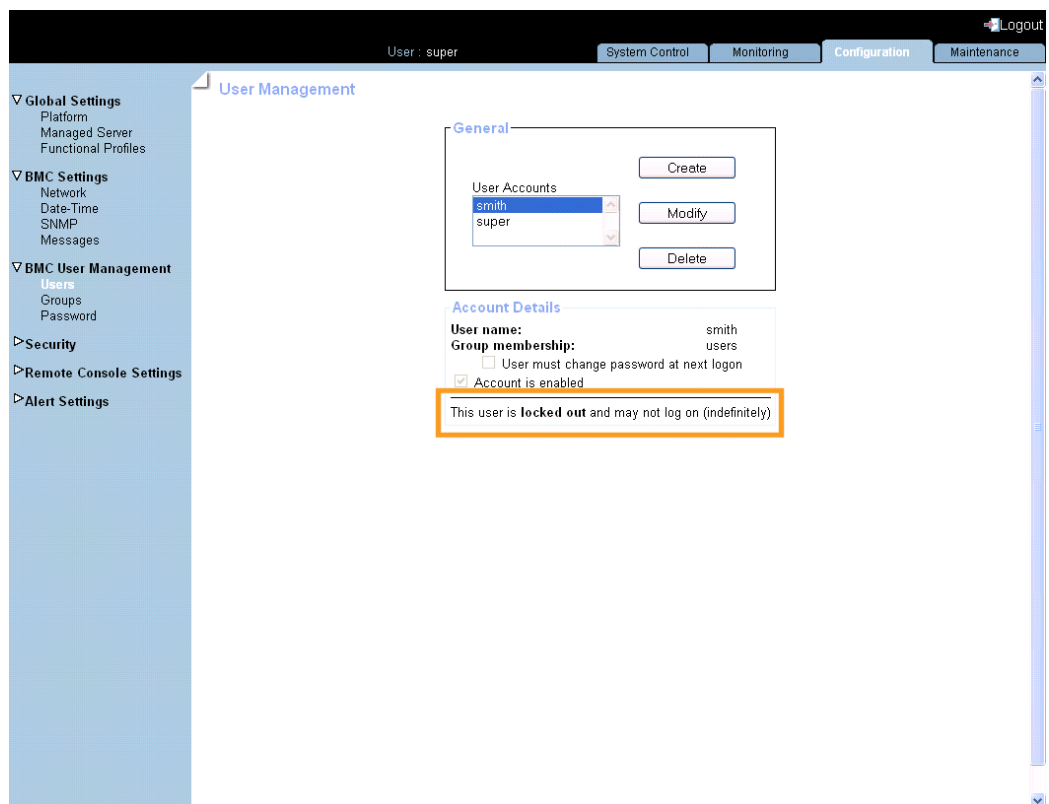 Logout
User : super
System Control
Monitoring
Configuration
Maintenance
Global Settings
Platform
Managed Server
Functional Profiles
BMC Settings
Network
Date-Time
SNMP
Messages
BMC User Management
Users
Groups
Password
Security
Remote Console Settings
Alert Settings
User Management
General
User Accounts
smith
super
Create
Modify
Delete
Account Details
User name: smith
Group membership: users
User must change password at next logon
Account is enabled
This user is locked out and may not log on (indefinitely)